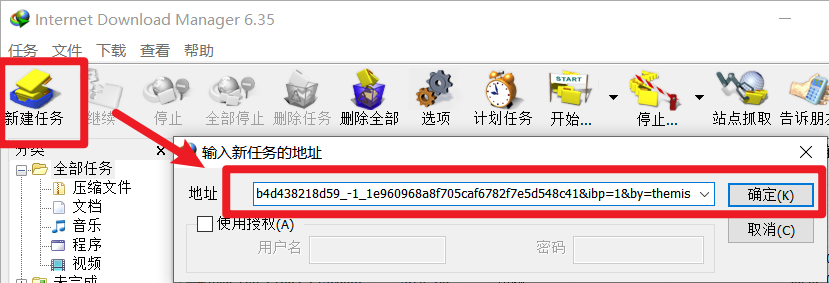 Internet Download Manager 6.35
任务 文件 下载 查看 帮助
新建任务 继续 停止 全部停止 删除任务 删除全部 选项 计划任务 开始... 停止... 站点抓取 告诉朋
分类
全部任务
压缩文件
文档
音乐
程序
视频
未完成
输入新任务的地址
地址 b4d438218d59_-1_1e960968a8f705caf6782f7e5d548c41&ibp=1&by=themis 确定(K)
使用授权(A) 取消(C)
用户名 密码